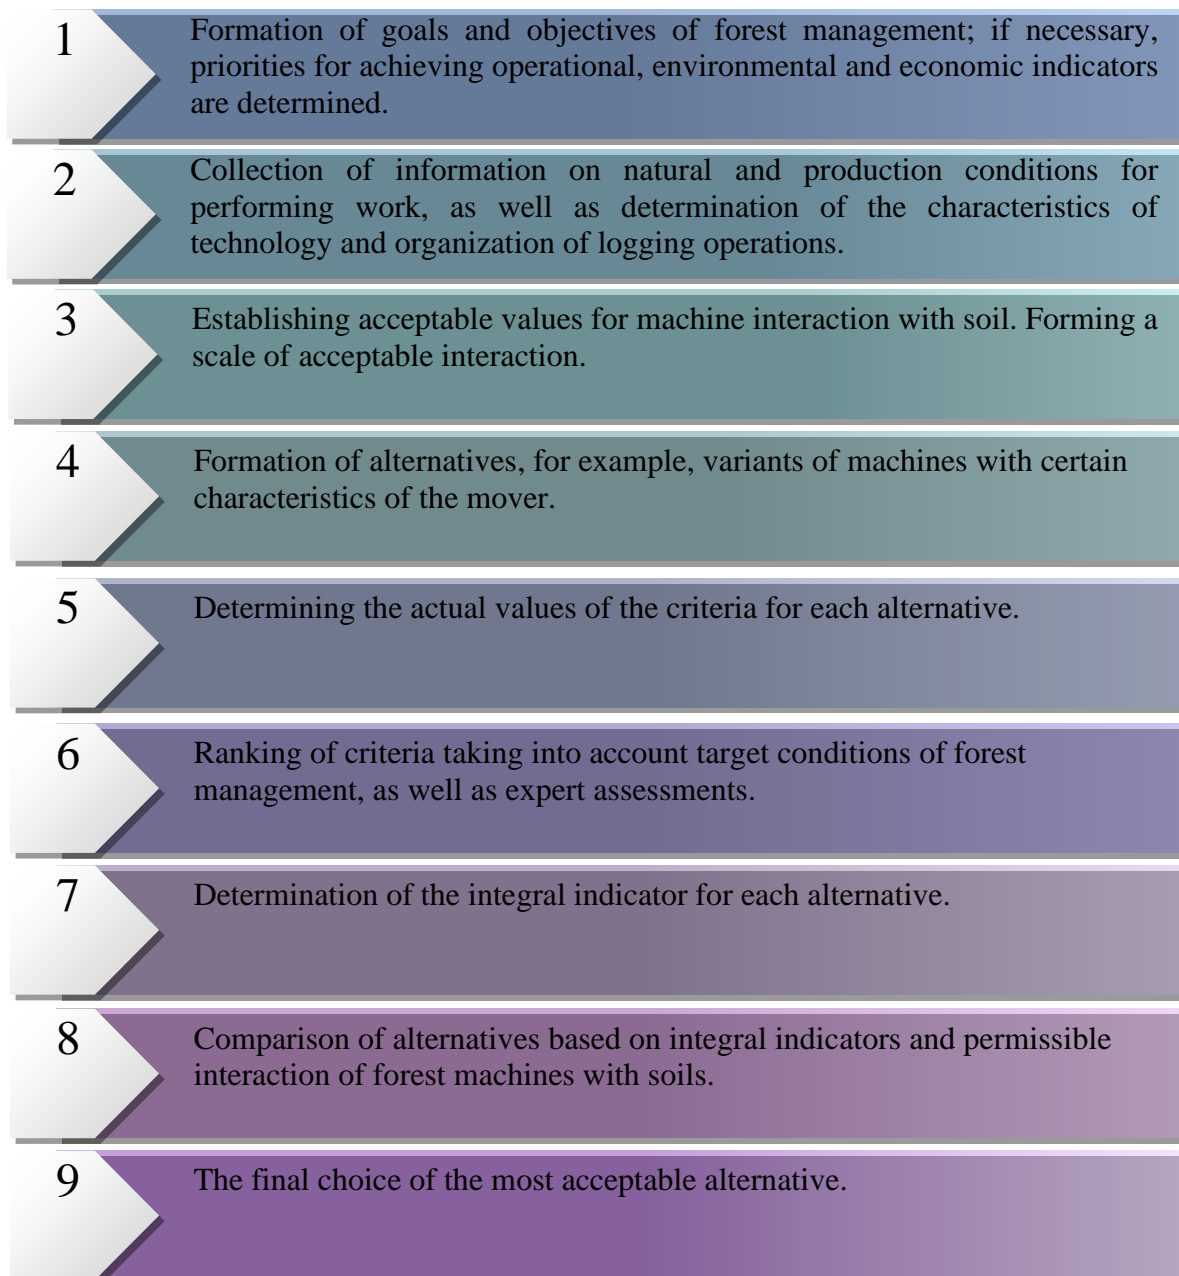 1
Formation of goals and objectives of forest management; if necessary,
priorities for achieving operational, environmental and economic indicators
are determined.
2
Collection of information on natural and production conditions for
performing work, as well as determination of the characteristics of
technology and organization of logging operations.
3
Establishing acceptable values for machine interaction with soil. Forming a
scale of acceptable interaction.
4
Formation of alternatives, for example, variants of machines with certain
characteristics of the mover.
5
Determining the actual values of the criteria for each alternative.
6
Ranking of criteria taking into account target conditions of forest
management, as well as expert assessments.
7
Determination of the integral indicator for each alternative.
8
Comparison of alternatives based on integral indicators and permissible
interaction of forest machines with soils.
9
The final choice of the most acceptable alternative.